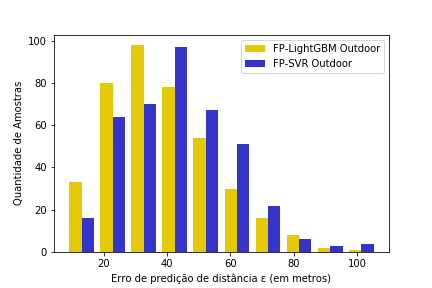 FP-LightGBM Outdoor
FP-SVR Outdoor
Quantidade de Amostras
100
80
60
40
20
0
20 40 60 80 100
Erro de predição de distância ε (em metros)